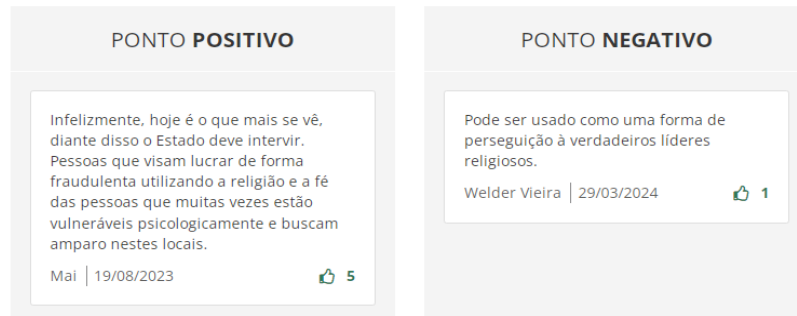 PONTO POSITIVO
Infelizmente, hoje é o que mais se vê,
diante disso o Estado deve intervir.
Pessoas que visam lucrar de forma
fraudulenta utilizando a religião e a fé
das pessoas que muitas vezes estão
vulneráveis psicologicamente e buscam
amparo nestes locais.
Mai | 19/08/2023 5
PONTO NEGATIVO
Pode ser usado como uma forma de
perseguição à verdadeiros líderes
religiosos.
Welder Vieira | 29/03/2024 1